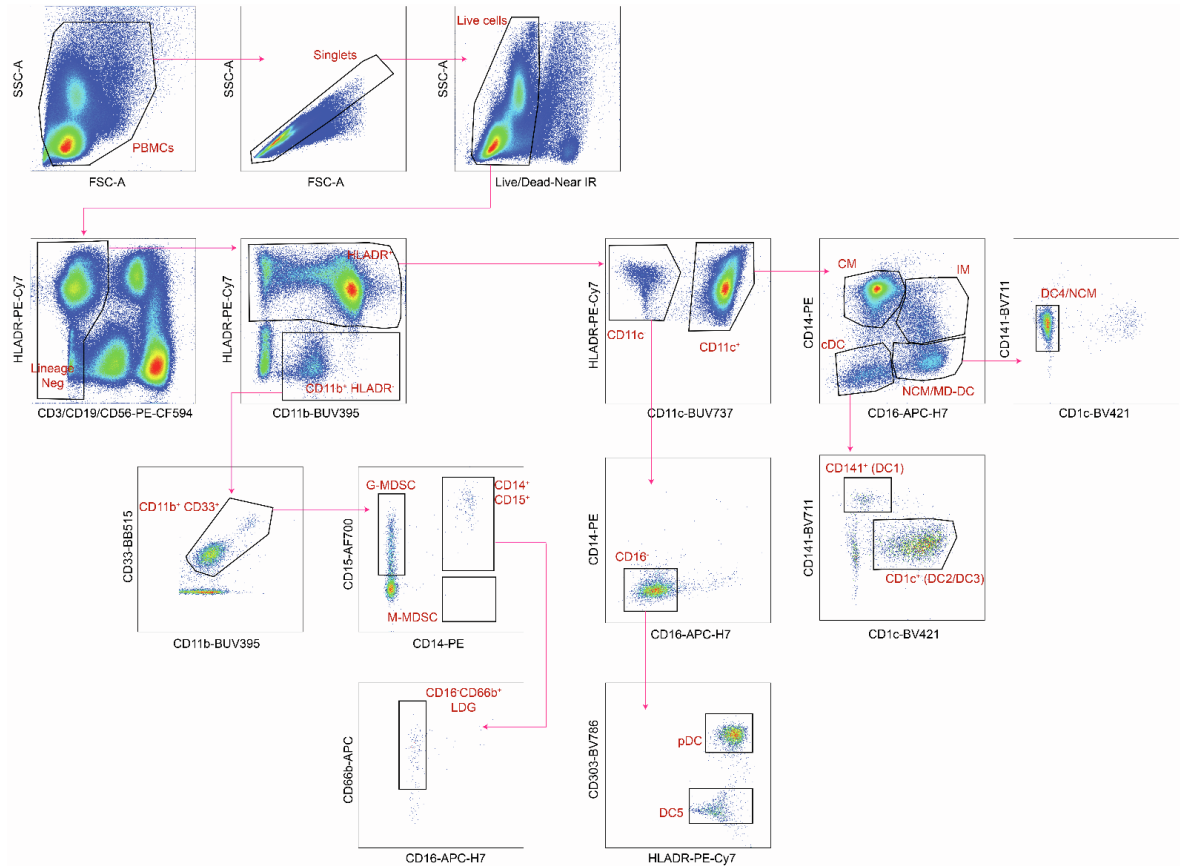 SSC-A
PBMCs
FSC-A
SSC-A
Singlets
FSC-A
SSC-A
Live cells
Live/Dead-Near IR
HLADR-PE-Cy7
Lineage
Neg
CD3/CD19/CD56-PE-CF594
HLADR-PE-Cy7
HLADR⁺
CD11b⁺ HLADR⁻
CD11b-BUV395
HLADR-PE-Cy7
CD11c⁻
CD11c⁺
CD11c-BUV737
CD14-PE
CM
IM
cDC
NCM/MD-DC
CD16-APC-H7
CD141-BV711
DC4/NCM
CD1c-BV421
CD33-BB515
CD11b⁺ CD33⁺
CD11b-BUV395
CD15-AF700
G-MDSC
CD14⁺
CD15⁺
M-MDSC
CD14-PE
CD14-PE
CD16⁻
CD16-APC-H7
CD141-BV711
CD141⁺ (DC1)
CD1c⁺ (DC2/DC3)
CD1c-BV421
CD66b-APC
CD16⁻CD66b⁺
LDG
CD16-APC-H7
CD303-BV786
pDC
DC5
HLADR-PE-Cy7